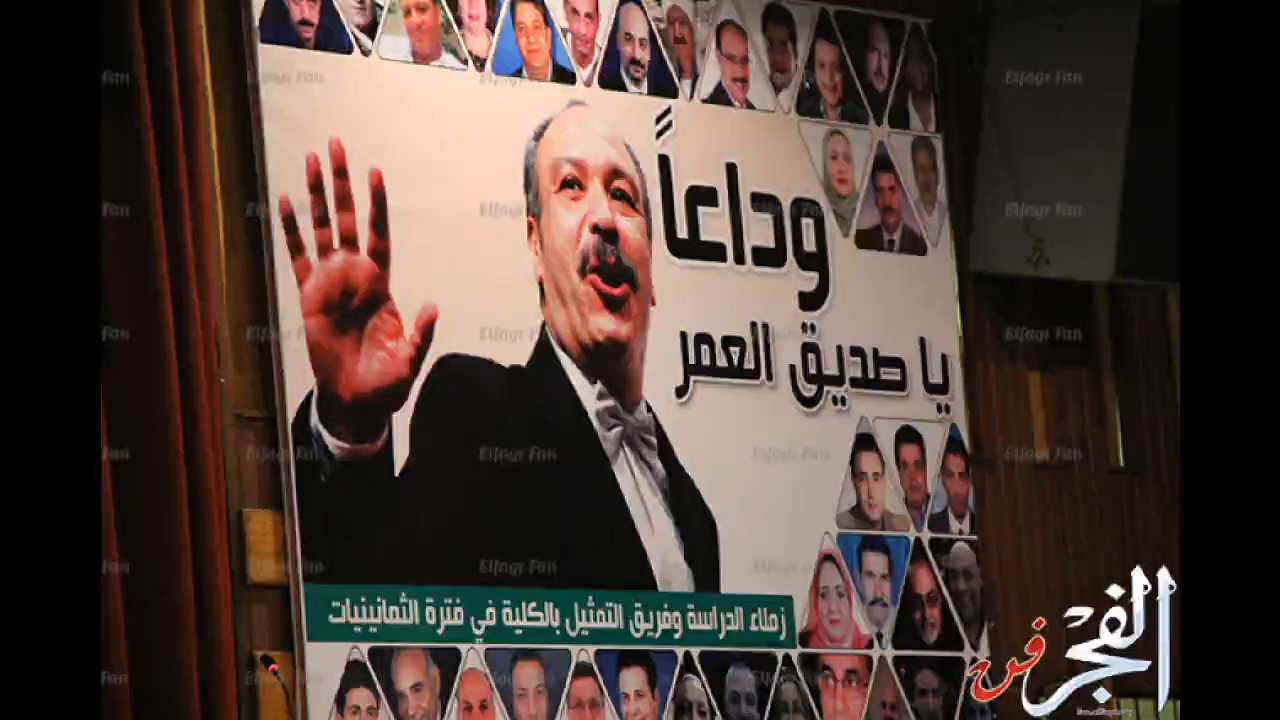 وداعاً
يا صديق العمر
زملاء الدراسة وفريق التمثيل بالكلية في فترة الثمانينيات
الفجر فن
Elfagr Fan